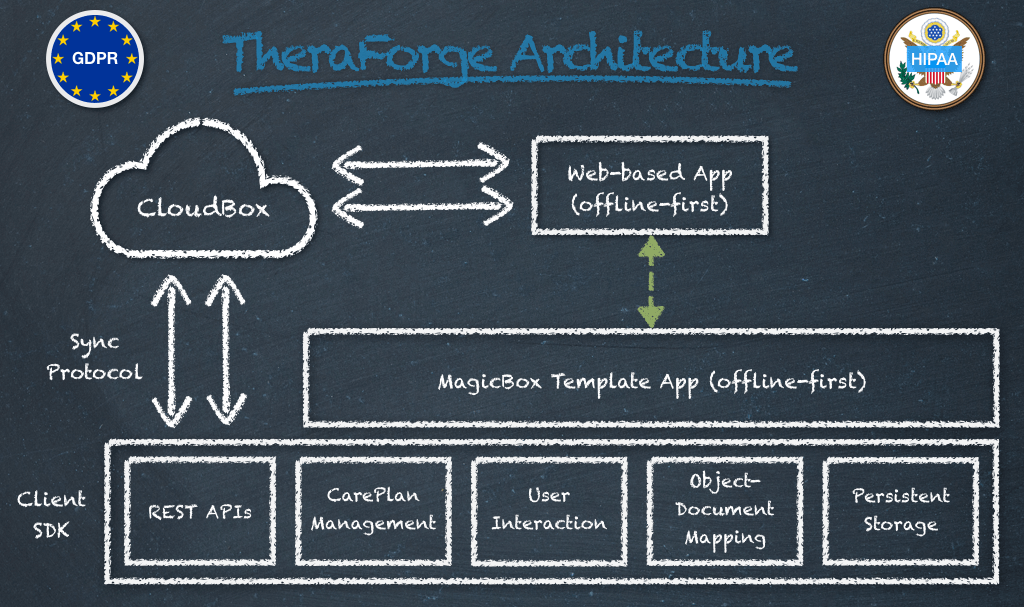 GDPR
TheraForge Architecture
HIPAA
CloudBox
Web-based App
(offline-first)
Sync
Protocol
MagicBox Template App (offline-first)
Client
SDK
REST APIs
CarePlan
Management
User
Interaction
Object-
Document
Mapping
Persistent
Storage